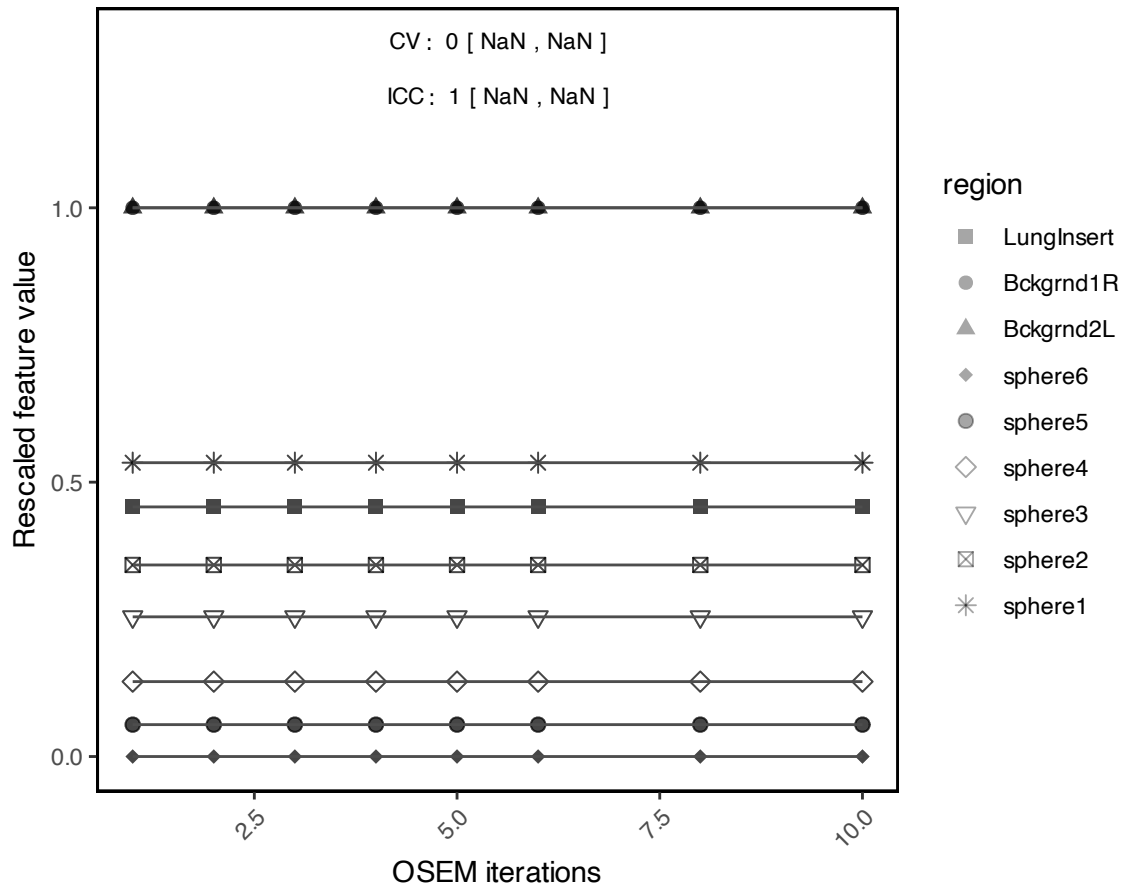 CV: 0 [ NaN , NaN ]
ICC: 1 [ NaN , NaN ]
Rescaled feature value
1.0
0.5
0.0
2.5
5.0
7.5
10.0
OSEM iterations
region
LungInsert
Bckgrnd1R
Bckgrnd2L
sphere6
sphere5
sphere4
sphere3
sphere2
sphere1